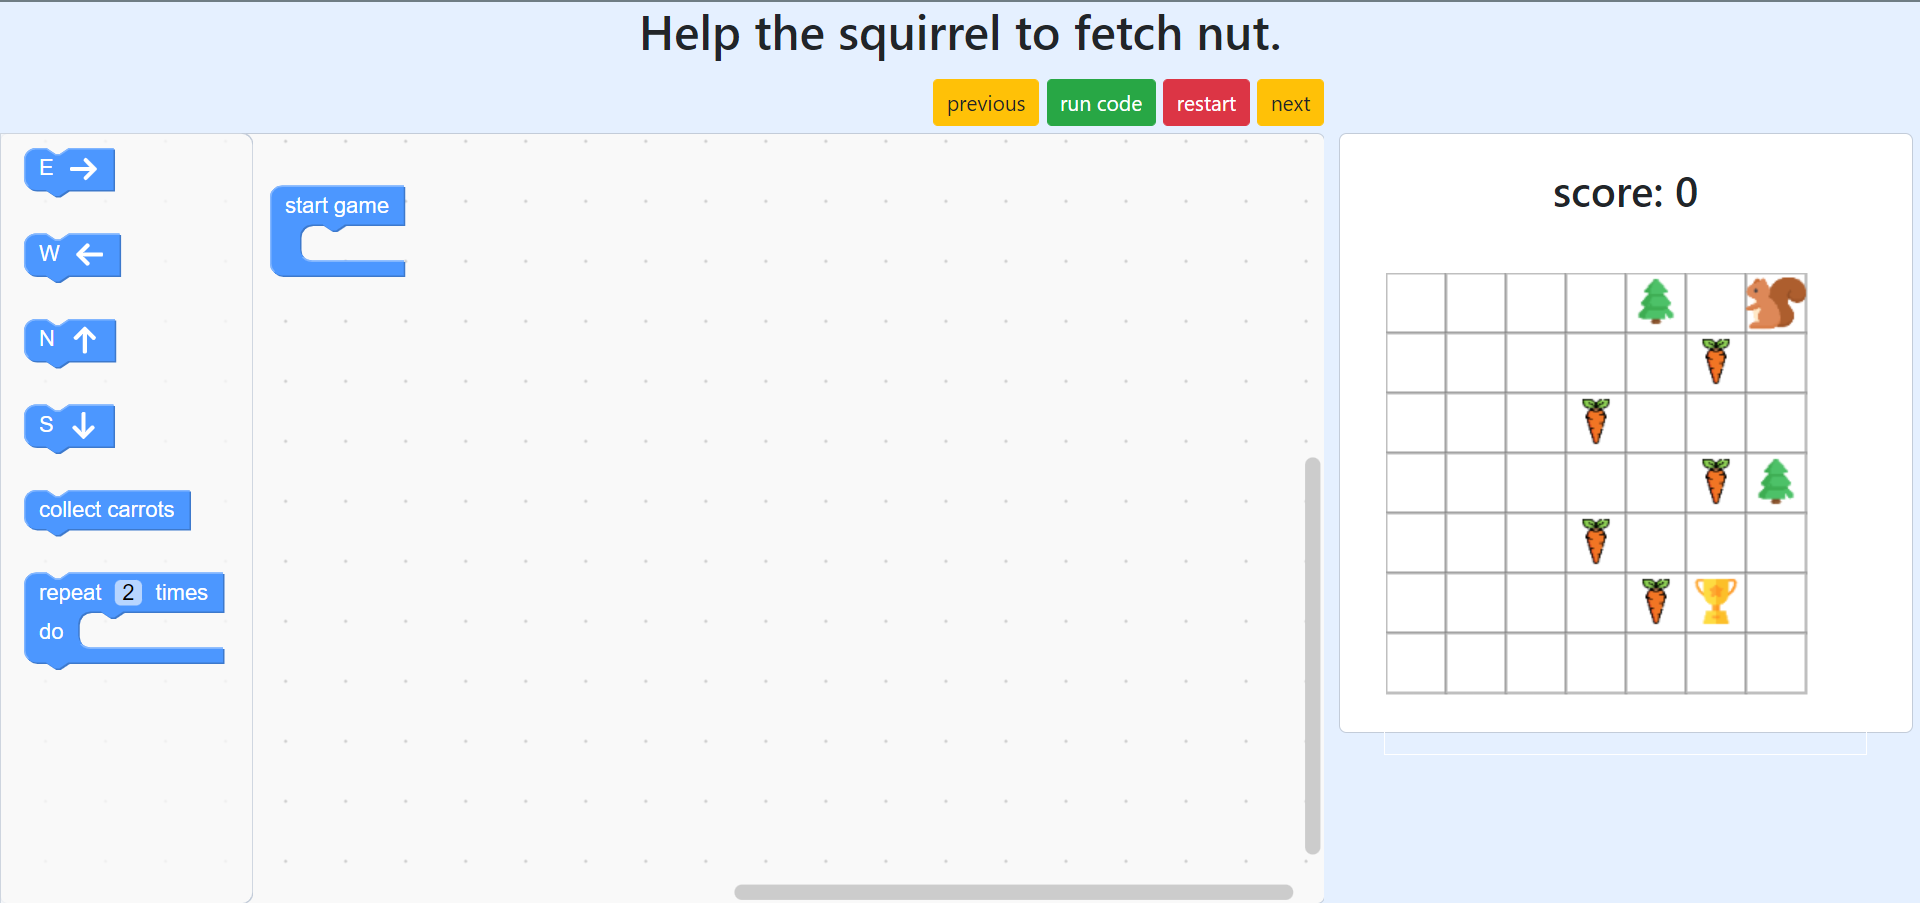 Help the squirrel to fetch nut.
previous run code restart next
E
W
N
S
collect carrots
repeat 2 times
do
start game
score: 0